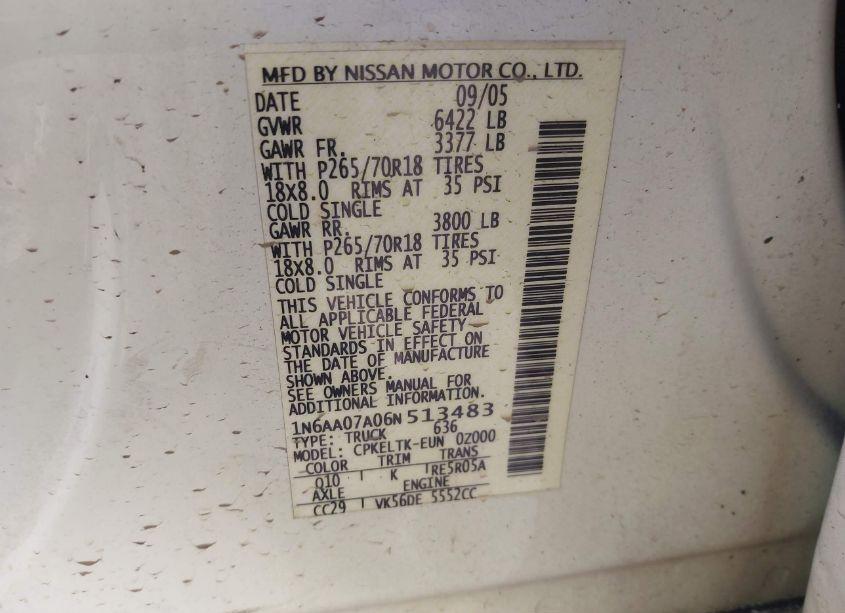 MFD BY NISSAN MOTOR CO., LTD.
DATE 09/05
GVWR 6422 LB
GAWR FR. 3377 LB
WITH P265/70R18 TIRES
18X8.0 RIMS AT 35 PSI
COLD SINGLE
GAWR RR. 3800 LB
WITH P265/70R18 TIRES
18X8.0 RIMS AT 35 PSI
COLD SINGLE
THIS VEHICLE CONFORMS TO
ALL APPLICABLE FEDERAL
MOTOR VEHICLE SAFETY
STANDARDS IN EFFECT ON
THE DATE OF MANUFACTURE
SHOWN ABOVE.
SEE OWNERS MANUAL FOR
ADDITIONAL INFORMATION.
1N6AA07A06N513483
TYPE: TRUCK 636
MODEL: CPKELTK-EUN 0Z000
COLOR TRIM TRANS
Q10 K RE5R05A
AXLE ENGINE
CC29 VK56DE 5552CC